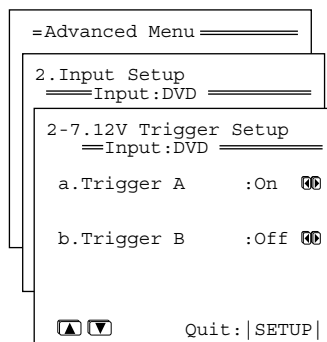 =Advanced Menu
2.Input Setup
Input:DVD
2-7.12V Trigger Setup
Input:DVD
a.Trigger A :On
b.Trigger B :Off
Quit:|SETUP|